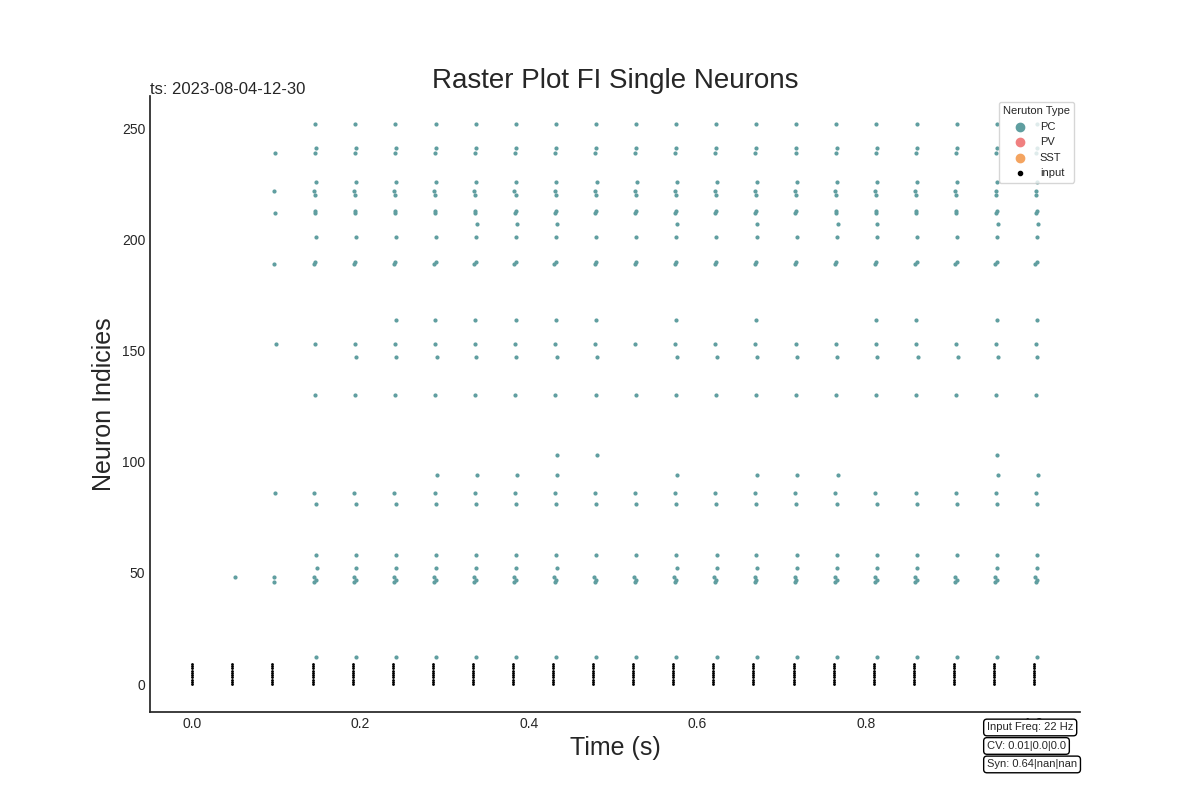 Raster Plot FI Single Neurons
ts: 2023-08-04-12-30
Neruton Type
PC
PV
SST
input
250
200
150
100
50
0
Neuron Indicies
0.0 0.2 0.4 0.6 0.8
Time (s)
Input Freq: 22 Hz
CV: 0.01|0.0|0.0
Syn: 0.64|nan|nan